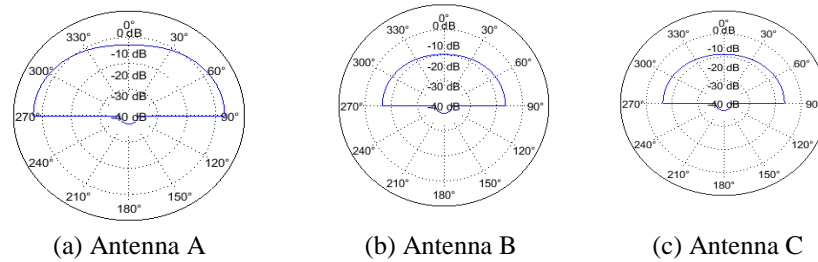 0°
0 dB
330° 30°
-10 dB
300° 60°
-20 dB
-30 dB
270° -40 dB 90°
240° 120°
210° 150°
180°
(a) Antenna A
0°
0 dB
330° 30°
-10 dB
300° 60°
-20 dB
-30 dB
270° -40 dB 90°
240° 120°
210° 150°
180°
(b) Antenna B
0°
0 dB
330° 30°
-10 dB
300° 60°
-20 dB
-30 dB
270° -40 dB 90
240° 120°
210° 150°
180°
(c) Antenna C